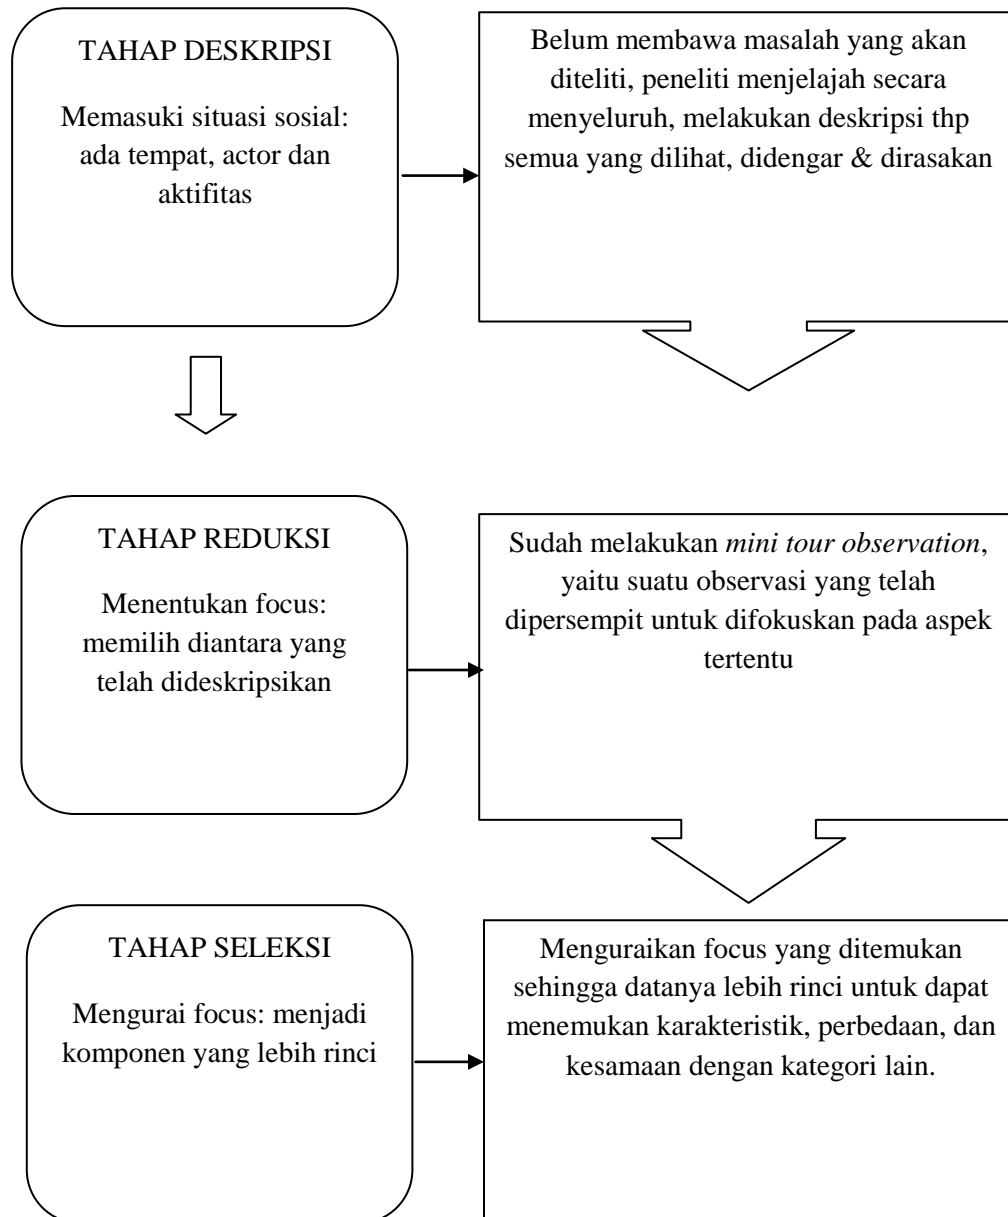 TAHAP DESKRIPSI
Memasuki situasi sosial:
ada tempat, actor dan
aktifitas
Belum membawa masalah yang akan
diteliti, peneliti menjelajah secara
menyeluruh, melakukan deskripsi thp
semua yang dilihat, didengar & dirasakan
TAHAP REDUKSI
Menentukan focus:
memilih diantara yang
telah dideskripsikan
Sudah melakukan mini tour observation,
yaitu suatu observasi yang telah
dipersempit untuk difokuskan pada aspek
tertentu
TAHAP SELEKSI
Mengurai focus: menjadi
komponen yang lebih rinci
Menguraikan focus yang ditemukan
sehingga datanya lebih rinci untuk dapat
menemukan karakteristik, perbedaan, dan
kesamaan dengan kategori lain.